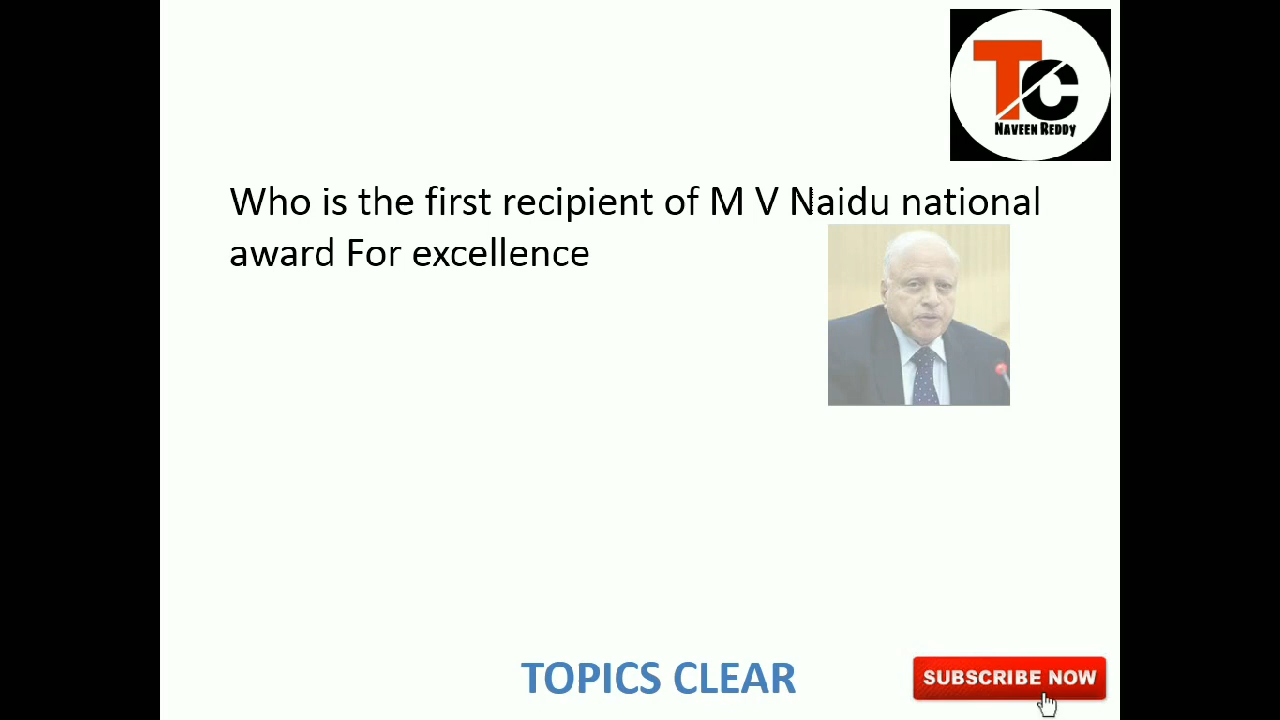 TC
NAVEEN REDDY
Who is the first recipient of M V Naidu national
award For excellence
TOPICS CLEAR
SUBSCRIBE NOW